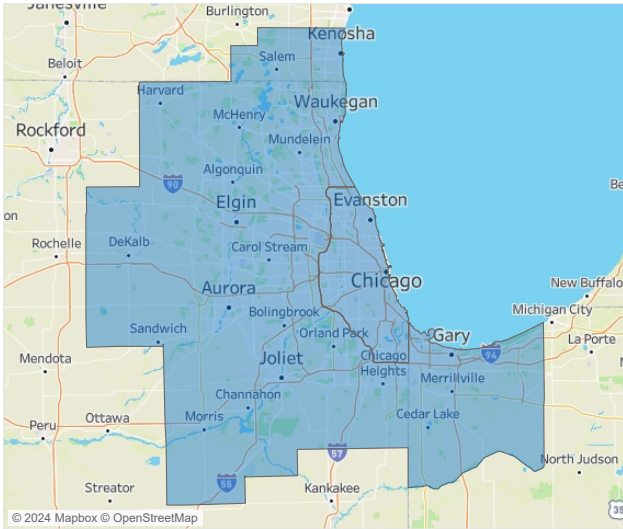 Janesville
Burlington
Kenosha
Beloit
Salem
Harvard
Waukegan
McHenry
Rockford
Mundelein
Algonquin
90
Elgin
Evanston
on
DeKalb
Rochelle
Carol Stream
Chicago
New Buffalo
Aurora
Bolingbrook
Michigan City
Sandwich
Orland Park
Gary
La Porte
94
Mendota
Joliet
Chicago
Heights
Merrillville
Channahon
Morris
Cedar Lake
Ottawa
Peru
57
North Judson
55
Streator
Kankakee
35
© 2024 Mapbox © OpenStreetMap